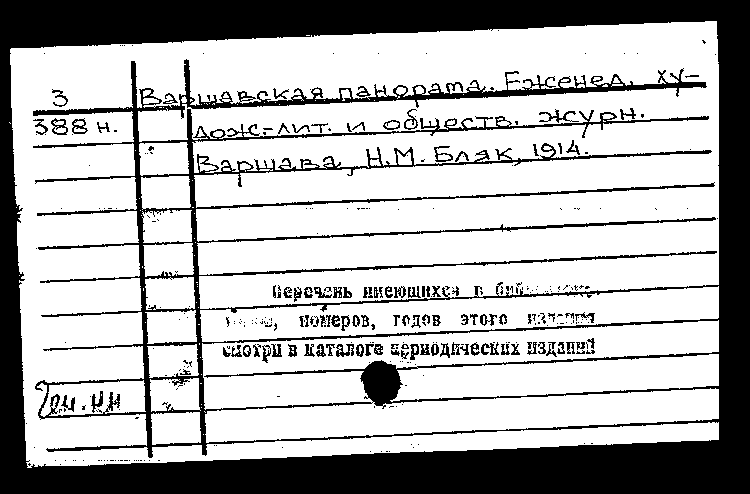 3 Варшавская панорама. Еженед. ху-
388 н. дож.-лит. и обществ. журн.
Варшава, Н.М. Бляк, 1914.
Перечень имеющихся в
номеров, годов этого издания
смотри в каталоге периодических изданий